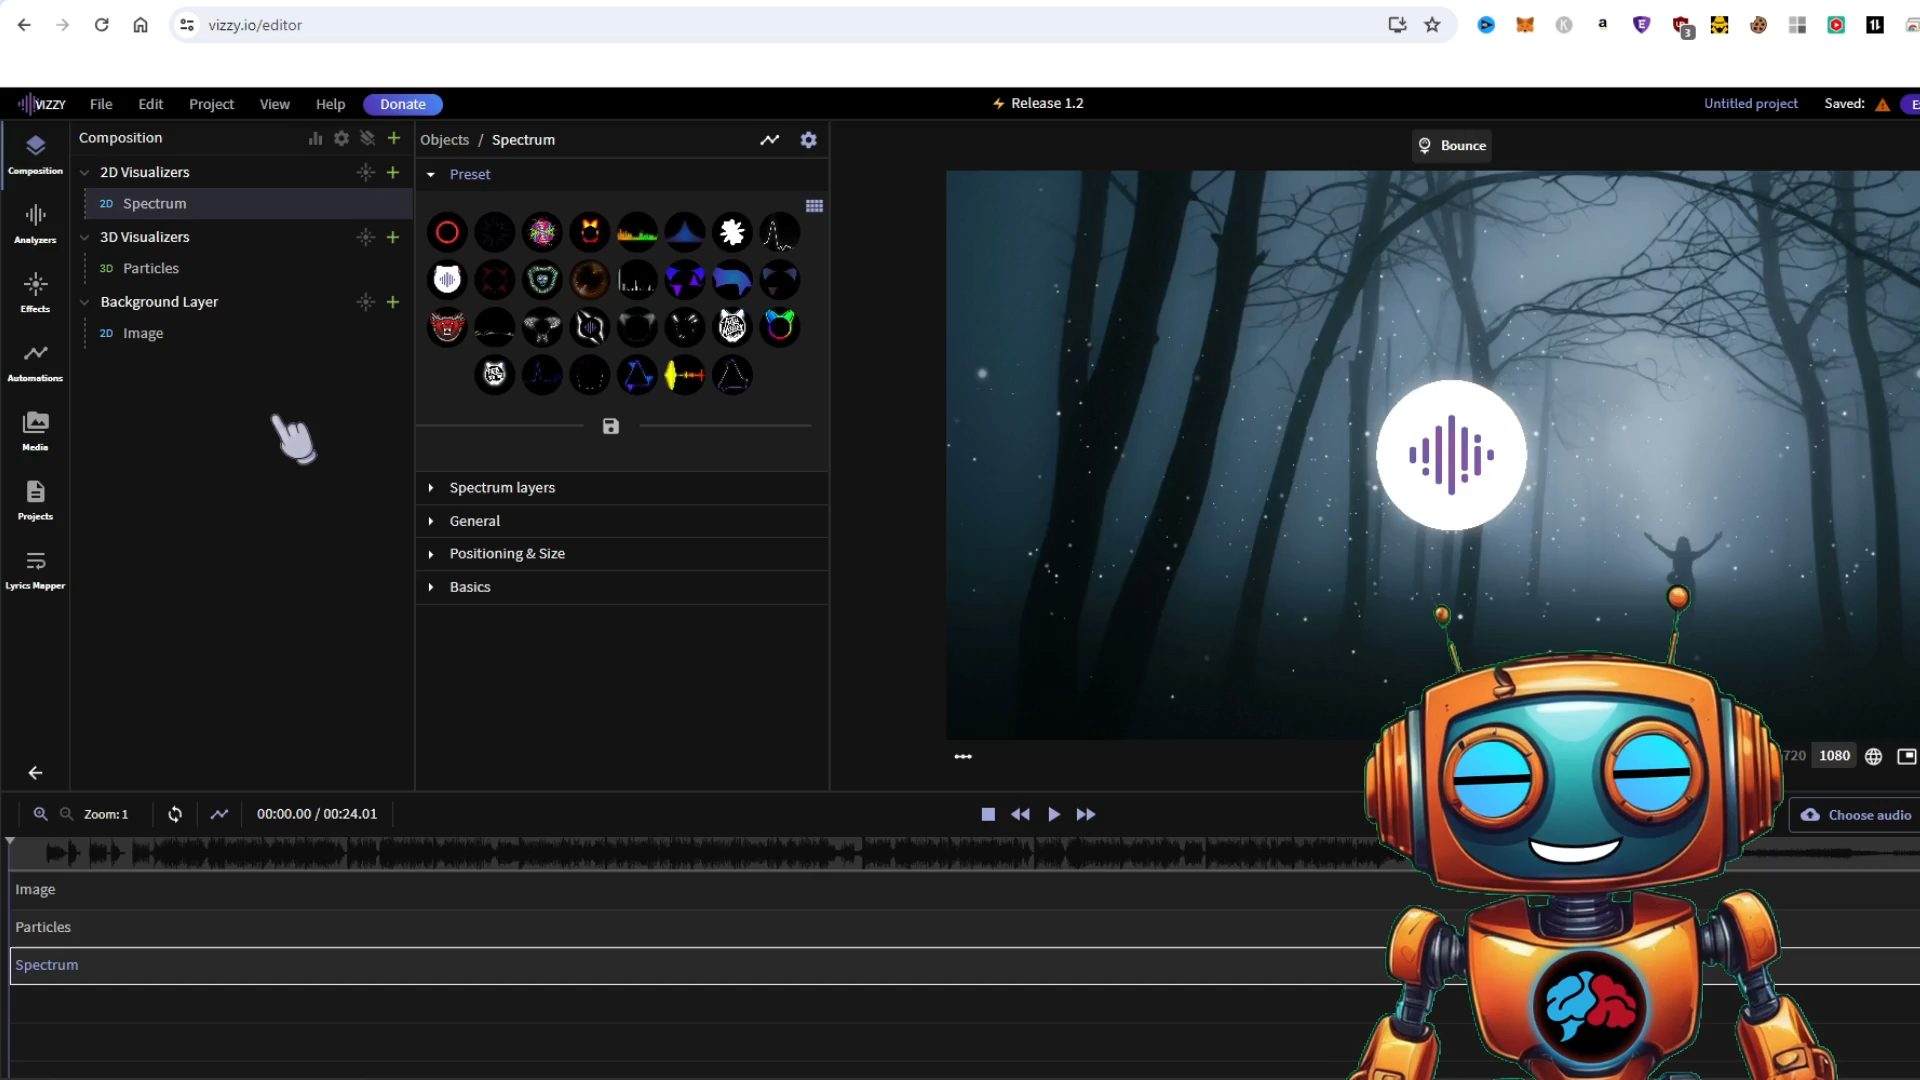 vizzy.io/editor
3
VIZZY File Edit Project View Help Donate
Release 1.2
Untitled project Saved:
Composition
Objects / Spectrum
Bounce
Composition
2D Visualizers
2D Spectrum
3D Visualizers
3D Particles
Background Layer
2D Image
Preset
Analyzers
Effects
Automations
Media
Projects
Lyrics Mapper
Spectrum layers
General
Positioning & Size
Basics
720 1080
Zoom: 1
00:00.00 / 00:24.01
Choose audio
Image
Particles
Spectrum